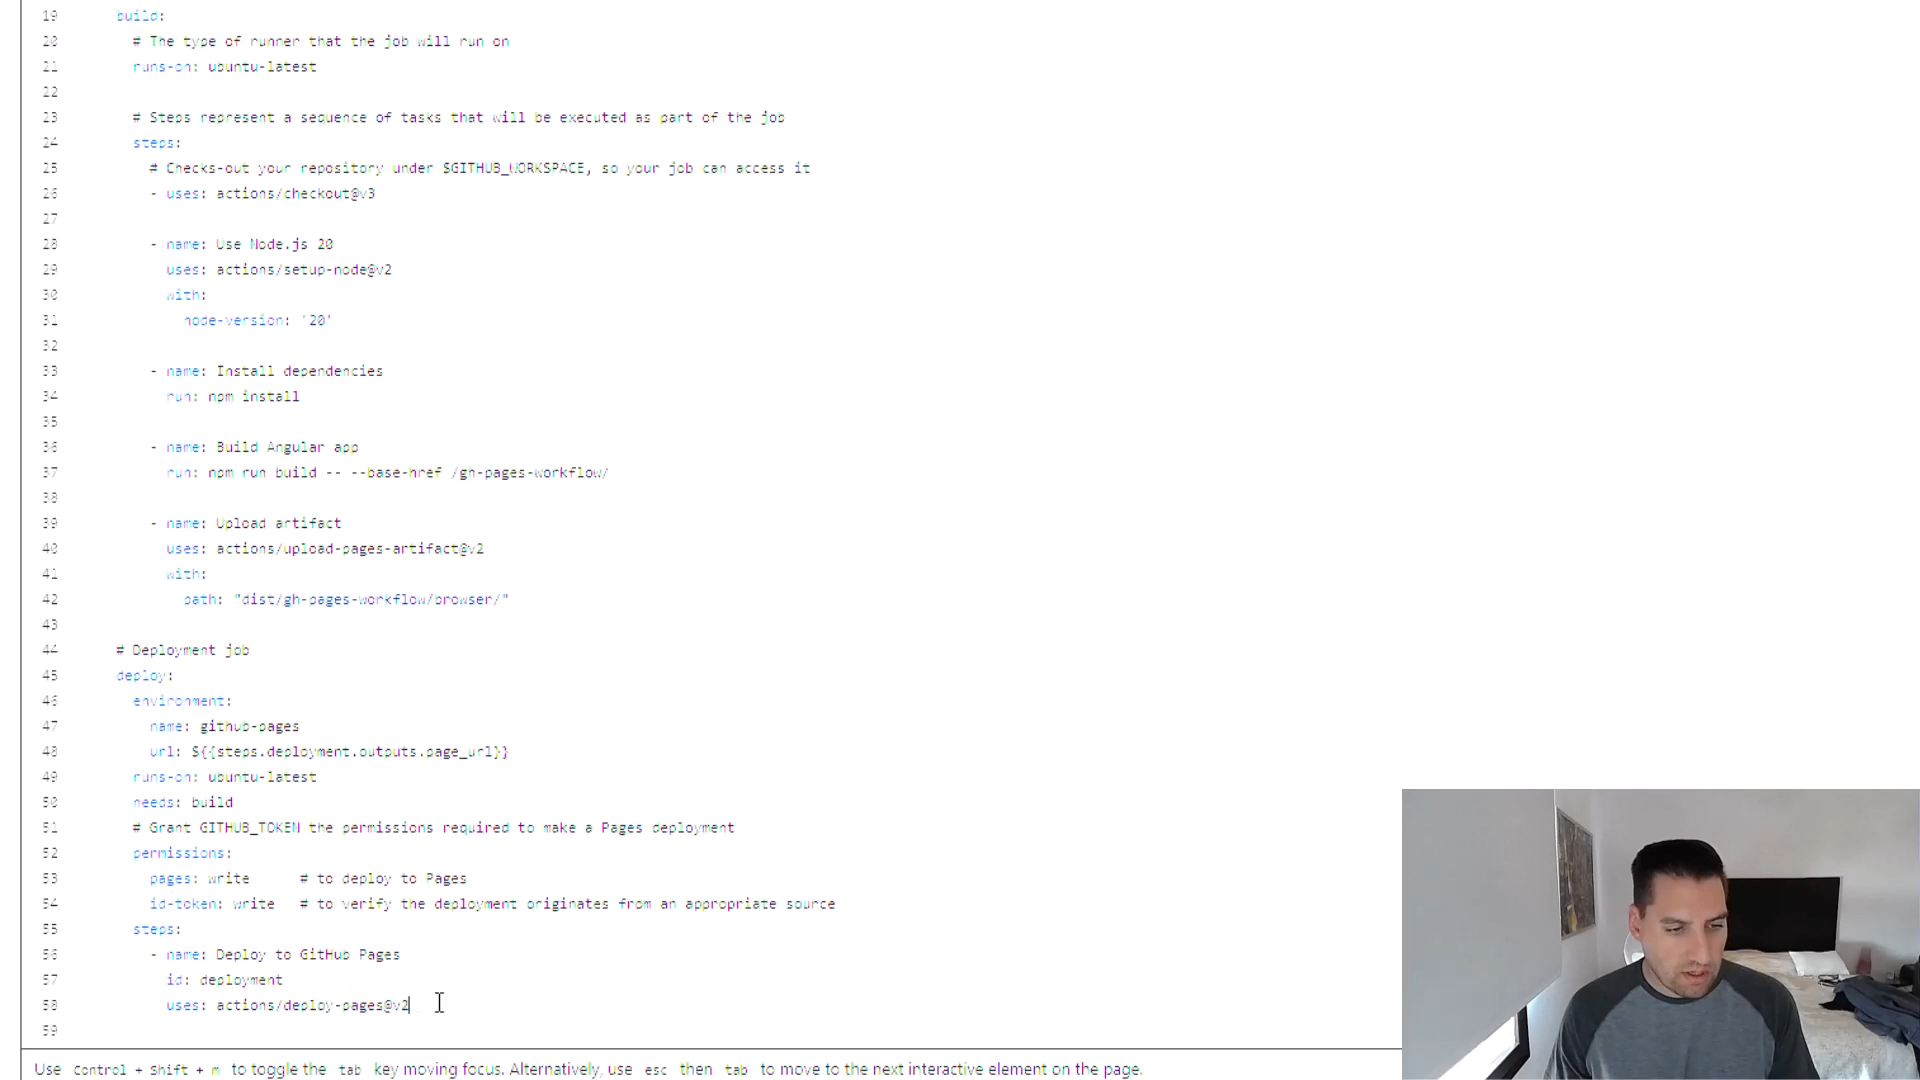 19 build:
20 # The type of runner that the job will run on
21 runs-on: ubuntu-latest
22
23 # Steps represent a sequence of tasks that will be executed as part of the job
24 steps:
25 # Checks-out your repository under $GITHUB_WORKSPACE, so your job can access it
26 - uses: actions/checkout@v3
27
28 - name: Use Node.js 20
29 uses: actions/setup-node@v2
30 with:
31 node-version: '20'
32
33 - name: Install dependencies
34 run: npm install
35
36 - name: Build Angular app
37 run: npm run build -- --base-href /gh-pages-workflow/
38
39 - name: Upload artifact
40 uses: actions/upload-pages-artifact@v2
41 with:
42 path: "dist/gh-pages-workflow/browser/"
43
44 # Deployment job
45 deploy:
46 environment:
47 name: github-pages
48 url: ${{steps.deployment.outputs.page_url}}
49 runs-on: ubuntu-latest
50 needs: build
51 # Grant GITHUB_TOKEN the permissions required to make a Pages deployment
52 permissions:
53 pages: write # to deploy to Pages
54 id-token: write # to verify the deployment originates from an appropriate source
55 steps:
56 - name: Deploy to GitHub Pages
57 id: deployment
58 uses: actions/deploy-pages@v2
59
Use Control + Shift + m to toggle the tab key moving focus. Alternatively, use esc then tab to move to the next interactive element on the page.